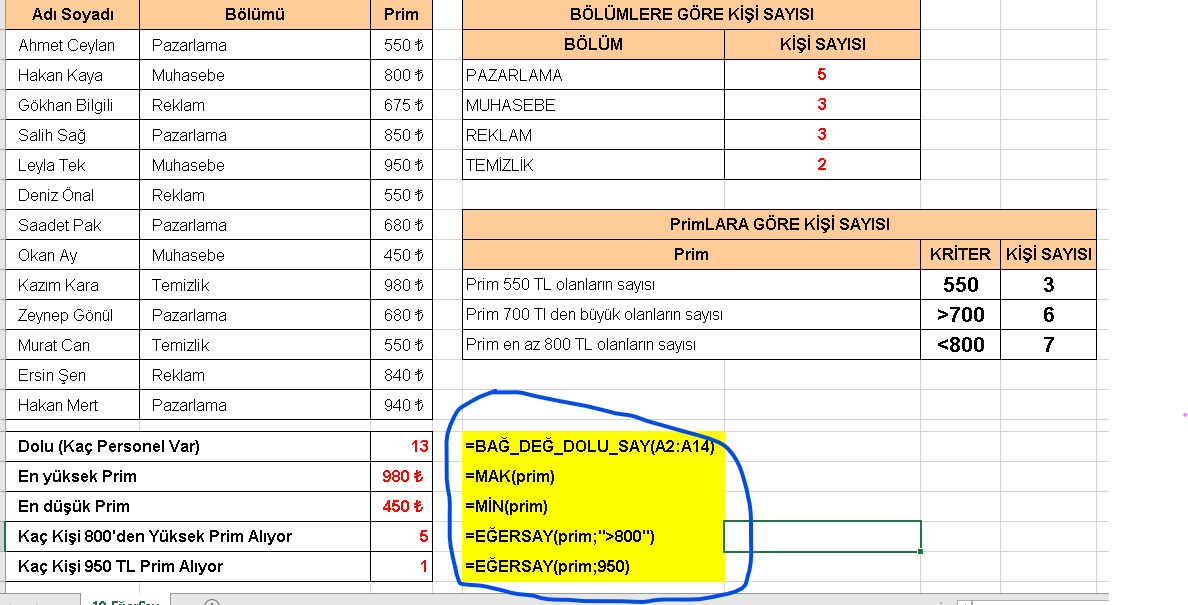 Adı Soyadı Bölümü Prim
Ahmet Ceylan Pazarlama 550 ₺
Hakan Kaya Muhasebe 800 ₺
Gökhan Bilgili Reklam 675 ₺
Salih Sağ Pazarlama 850 ₺
Leyla Tek Muhasebe 950 ₺
Deniz Önal Reklam 550 ₺
Saadet Pak Pazarlama 680 ₺
Okan Ay Muhasebe 450 ₺
Kazım Kara Temizlik 980 ₺
Zeynep Gönül Pazarlama 680 ₺
Murat Can Temizlik 550 ₺
Ersin Şen Reklam 840 ₺
Hakan Mert Pazarlama 940 ₺
BÖLÜMLERE GÖRE KİŞİ SAYISI
BÖLÜM KİŞİ SAYISI
PAZARLAMA 5
MUHASEBE 3
REKLAM 3
TEMİZLİK 2
PrimLARA GÖRE KİŞİ SAYISI
Prim KRİTER KİŞİ SAYISI
Prim 550 TL olanların sayısı 550 3
Prim 700 Tl den büyük olanların sayısı >700 6
Prim en az 800 TL olanların sayısı <800 7
Dolu (Kaç Personel Var) 13 =BAĞ_DEĞ_DOLU_SAY(A2:A14)
En yüksek Prim 980 ₺ =MAK(prim)
En düşük Prim 450 ₺ =MİN(prim)
Kaç Kişi 800'den Yüksek Prim Alıyor 5 =EĞERSAY(prim;">800")
Kaç Kişi 950 TL Prim Alıyor 1 =EĞERSAY(prim;950)